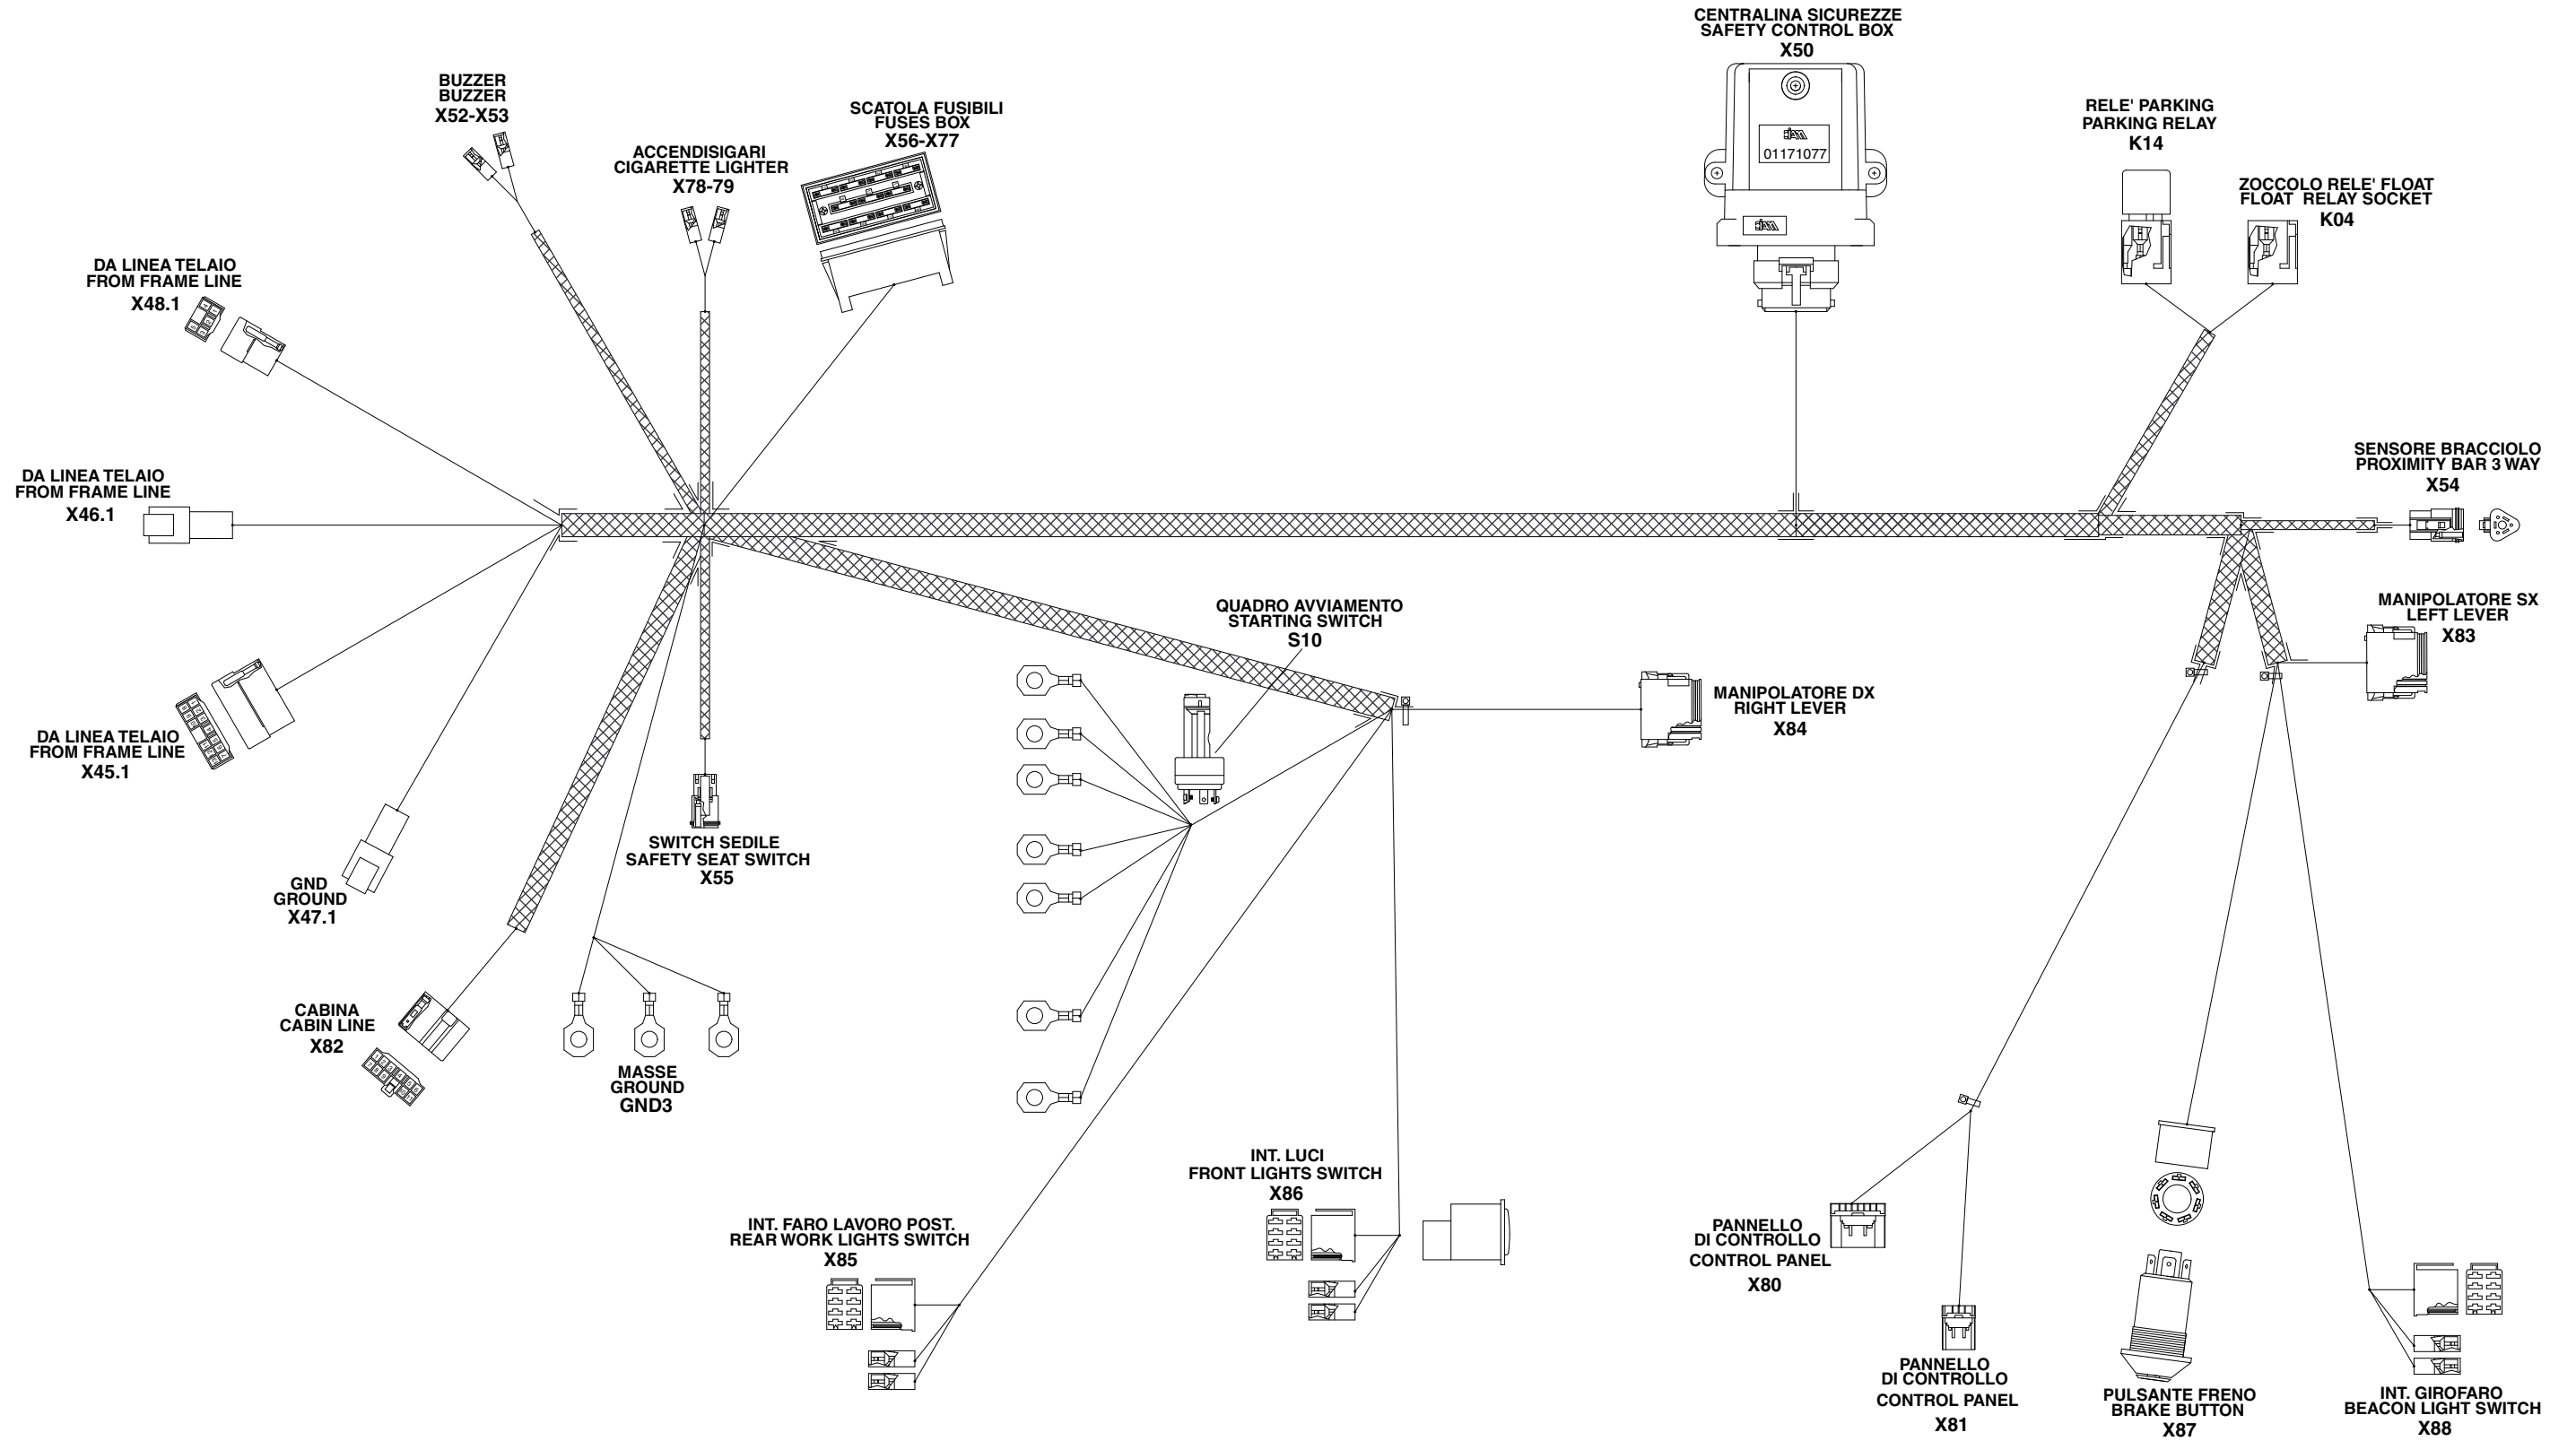 CENTRALINA SICUREZZE
SAFETY CONTROL BOX
X50
01171077
BUZZER
BUZZER
X52-X53
SCATOLA FUSIBILI
FUSES BOX
X56-X77
ACCENDISIGARI
CIGARETTE LIGHTER
X78-79
RELE' PARKING
PARKING RELAY
K14
ZOCCOLO RELE' FLOAT
FLOAT RELAY SOCKET
K04
DA LINEA TELAIO
FROM FRAME LINE
X48.1
DA LINEA TELAIO
FROM FRAME LINE
X46.1
SENSORE BRACCIOLO
PROXIMITY BAR 3 WAY
X54
QUADRO AVVIAMENTO
STARTING SWITCH
S10
MANIPOLATORE SX
LEFT LEVER
X83
MANIPOLATORE DX
RIGHT LEVER
X84
DA LINEA TELAIO
FROM FRAME LINE
X45.1
SWITCH SEDILE
SAFETY SEAT SWITCH
X55
GND
GROUND
X47.1
CABINA
CABIN LINE
X82
MASSE
GROUND
GND3
INT. LUCI
FRONT LIGHTS SWITCH
X86
INT. FARO LAVORO POST.
REAR WORK LIGHTS SWITCH
X85
PANNELLO
DI CONTROLLO
CONTROL PANEL
X80
PANNELLO
DI CONTROLLO
CONTROL PANEL
X81
PULSANTE FRENO
BRAKE BUTTON
X87
INT. GIROFARO
BEACON LIGHT SWITCH
X88